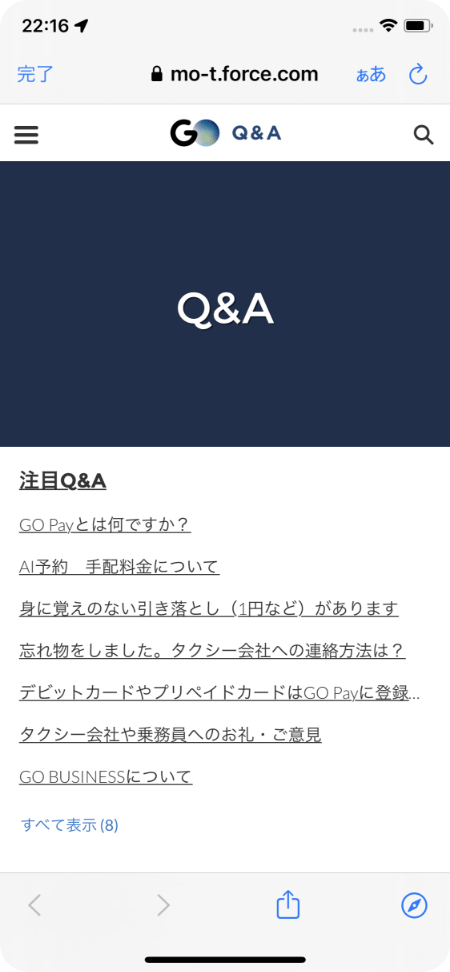 22:16
完了
mo-t.force.com
ぁあ
GO Q&A
Q&A
注目Q&A
GO Payとは何ですか？
AI予約　手配料金について
身に覚えのない引き落とし（1円など）があります
忘れ物をしました。タクシー会社への連絡方法は？
デビットカードやプリペイドカードはGO Payに登録...
タクシー会社や乗務員へのお礼・ご意見
GO BUSINESSについて
すべて表示 (8)